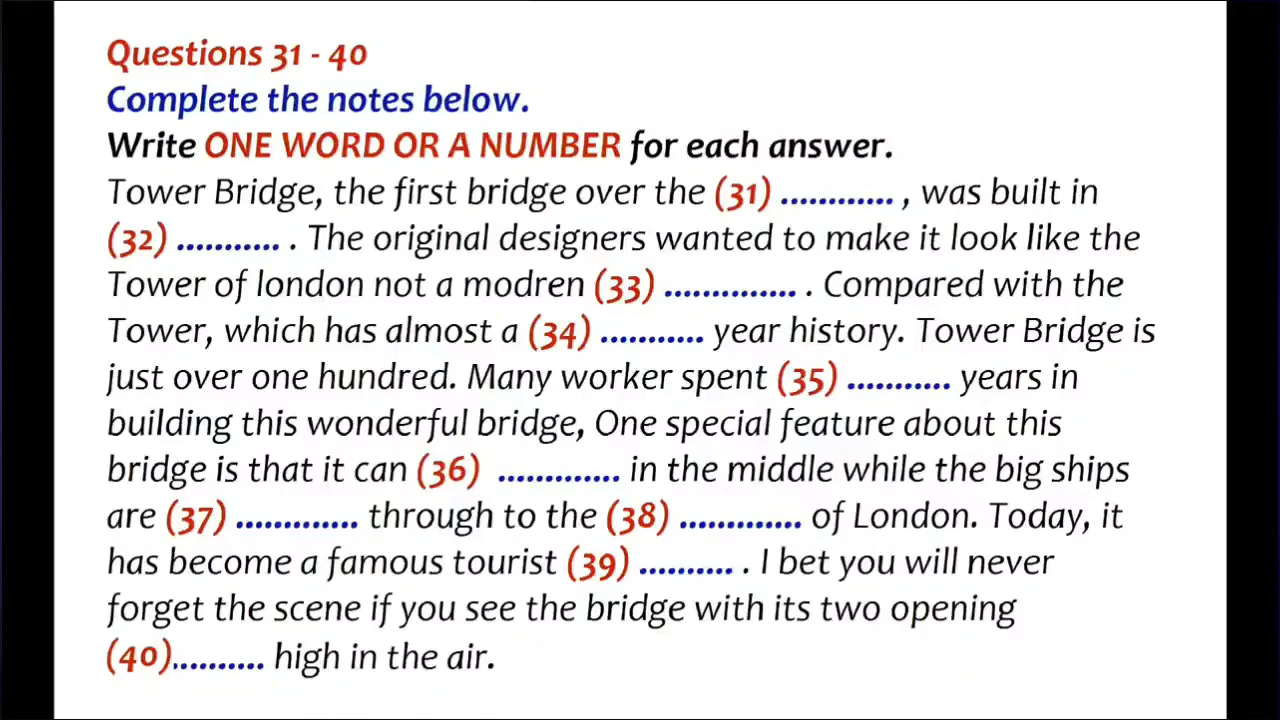 Questions 31 - 40
Complete the notes below.
Write ONE WORD OR A NUMBER for each answer.
Tower Bridge, the first bridge over the (31) ............ , was built in
(32) ........... . The original designers wanted to make it look like the
Tower of london not a modren (33) .............. . Compared with the
Tower, which has almost a (34) ........... year history. Tower Bridge is
just over one hundred. Many worker spent (35) ........... years in
building this wonderful bridge, One special feature about this
bridge is that it can (36) ............. in the middle while the big ships
are (37) ............. through to the (38) ............. of London. Today, it
has become a famous tourist (39) .......... . I bet you will never
forget the scene if you see the bridge with its two opening
(40).......... high in the air.